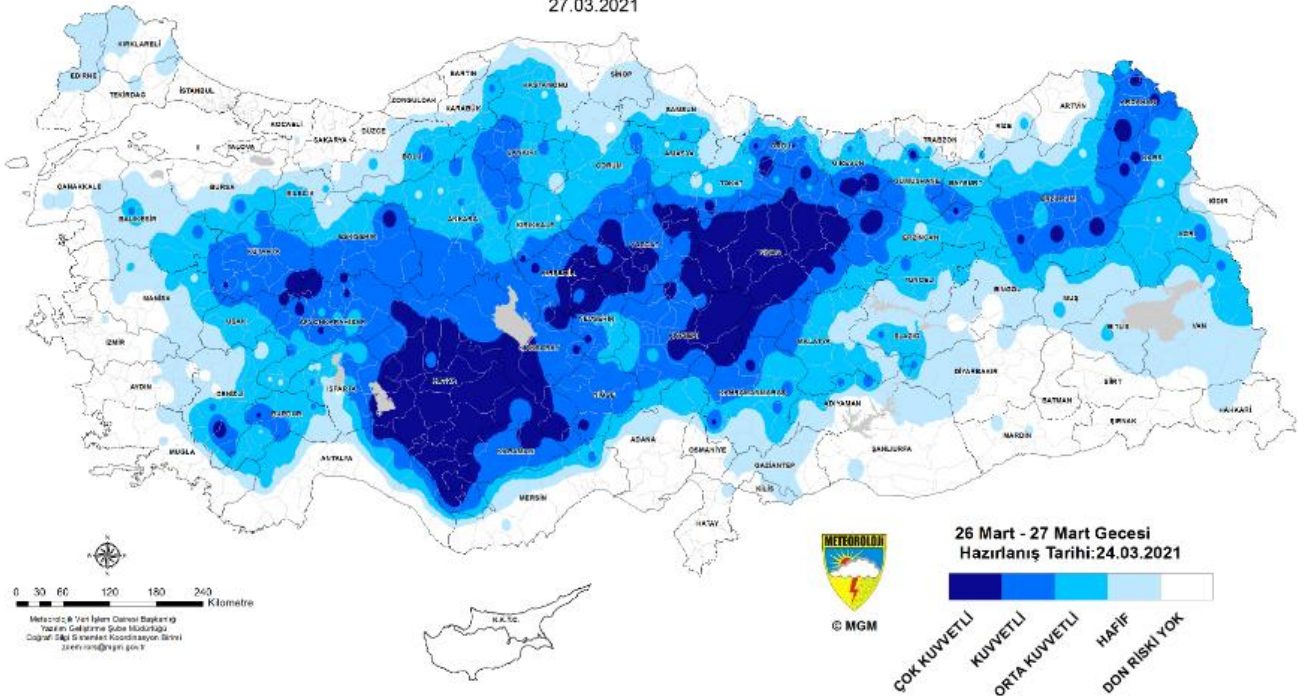 27.03.2021
KIRKLARELİ
EDİRNE
TEKİRDAĞ
İSTANBUL
KOCAELİ
YALOVA
SAKARYA
DÜZCE
ZONGULDAK
BARTIN
KARABÜK
KASTAMONU
SİNOP
SAMSUN
ÇANAKKALE
BURSA
BİLECİK
BOLU
ÇANKIRI
ÇORUM
AMASYA
TOKAT
ORDU
GİRESUN
TRABZON
RİZE
ARTVİN
ARDAHAN
KARS
IĞDIR
GÜMÜŞHANE
BAYBURT
ERZURUM
AĞRI
BALIKESİR
KÜTAHYA
ESKİŞEHİR
ANKARA
KIRIKKALE
KIRŞEHİR
YOZGAT
SİVAS
ERZİNCAN
TUNCELİ
BİNGÖL
MUŞ
BİTLİS
VAN
MANİSA
UŞAK
AFYONKARAHİSAR
AKSARAY
NEVŞEHİR
KAYSERİ
MALATYA
ELAZIĞ
DİYARBAKIR
SİİRT
BATMAN
ŞIRNAK
HAKKARİ
İZMİR
AYDIN
DENİZLİ
BURDUR
ISPARTA
KONYA
NİĞDE
KAHRAMANMARAŞ
ADIYAMAN
MARDİN
ŞANLIURFA
MUĞLA
ANTALYA
KARAMAN
MERSİN
ADANA
OSMANİYE
GAZİANTEP
KİLİS
HATAY
K.K.T.C.
N
0 30 60 120 180 240
Kilometre
Meteorolojik Veri İşlem Dairesi Başkanlığı
Yazılım Geliştirme Şube Müdürlüğü
Coğrafi Bilgi Sistemleri Koordinasyon Birimi
METEOROLOJİ
© MGM
26 Mart - 27 Mart Gecesi
Hazırlanış Tarihi:24.03.2021
ÇOK KUVVETLİ
KUVVETLİ
ORTA KUVVETLİ
HAFİF
DON RİSKİ YOK